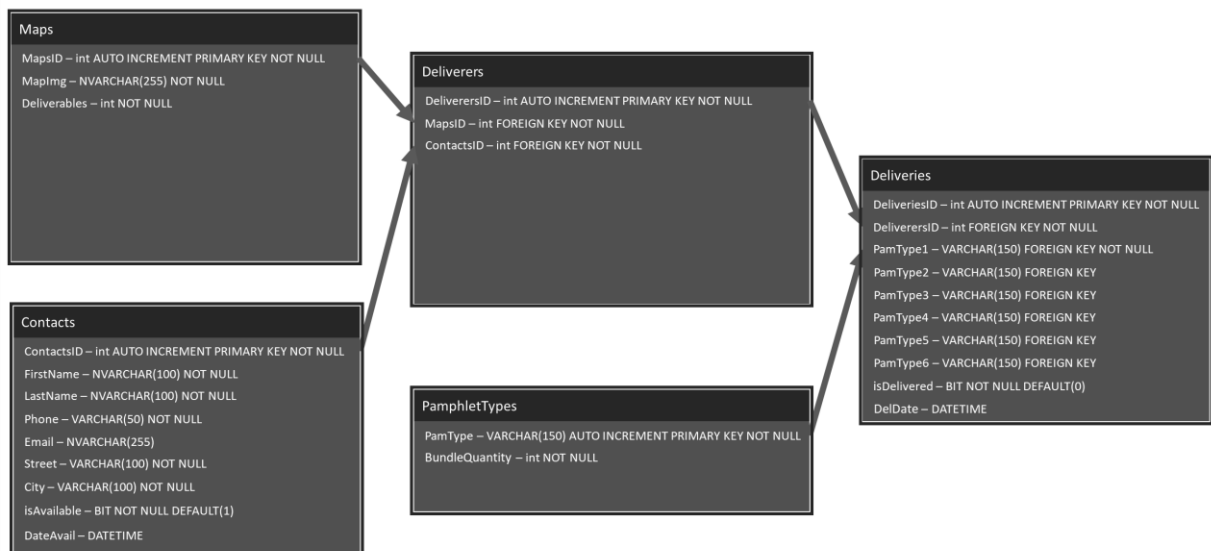 Maps
MapsID – int AUTO INCREMENT PRIMARY KEY NOT NULL
MapImg – NVARCHAR(255) NOT NULL
Deliverables – int NOT NULL
Contacts
ContactsID – int AUTO INCREMENT PRIMARY KEY NOT NULL
FirstName – NVARCHAR(100) NOT NULL
LastName – NVARCHAR(100) NOT NULL
Phone – VARCHAR(50) NOT NULL
Email – NVARCHAR(255)
Street – VARCHAR(100) NOT NULL
City – VARCHAR(100) NOT NULL
isAvailable – BIT NOT NULL DEFAULT(1)
DateAvail – DATETIME
Deliverers
DeliverersID – int AUTO INCREMENT PRIMARY KEY NOT NULL
MapsID – int FOREIGN KEY NOT NULL
ContactsID – int FOREIGN KEY NOT NULL
PamphletTypes
PamType – VARCHAR(150) AUTO INCREMENT PRIMARY KEY NOT NULL
BundleQuantity – int NOT NULL
Deliveries
DeliveriesID – int AUTO INCREMENT PRIMARY KEY NOT NULL
DeliverersID – int FOREIGN KEY NOT NULL
PamType1 – VARCHAR(150) FOREIGN KEY NOT NULL
PamType2 – VARCHAR(150) FOREIGN KEY
PamType3 – VARCHAR(150) FOREIGN KEY
PamType4 – VARCHAR(150) FOREIGN KEY
PamType5 – VARCHAR(150) FOREIGN KEY
PamType6 – VARCHAR(150) FOREIGN KEY
isDelivered – BIT NOT NULL DEFAULT(0)
DelDate – DATETIME